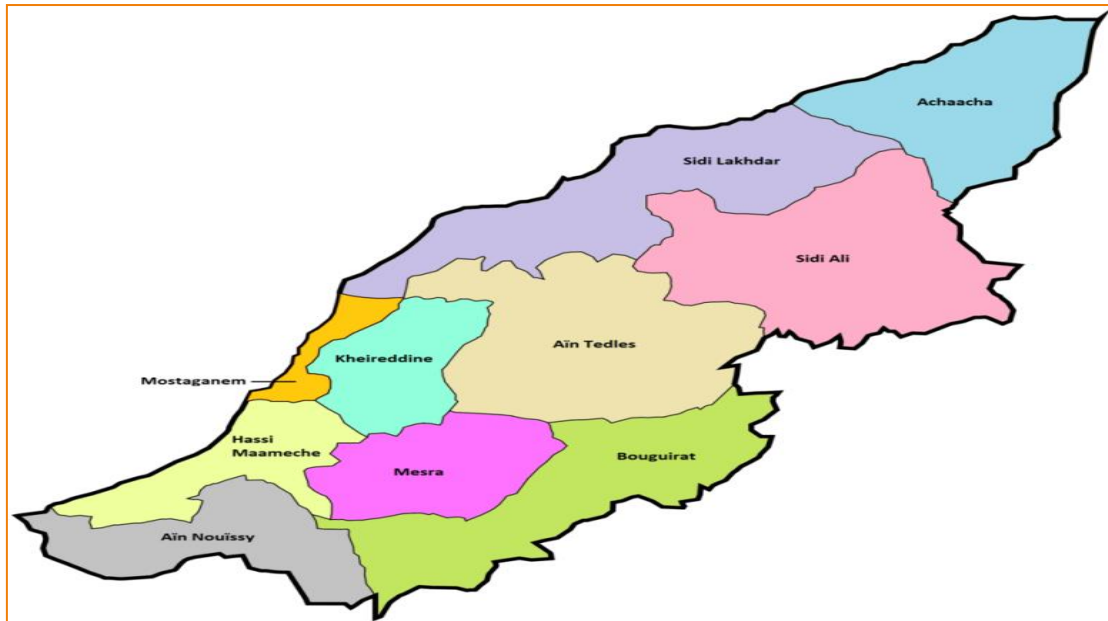 Achaacha
Sidi Lakhdar
Sidi Ali
Aïn Tedles
Kheireddine
Mostaganem
Hassi
Maameche
Mesra
Bouguirat
Aïn Nouïssy